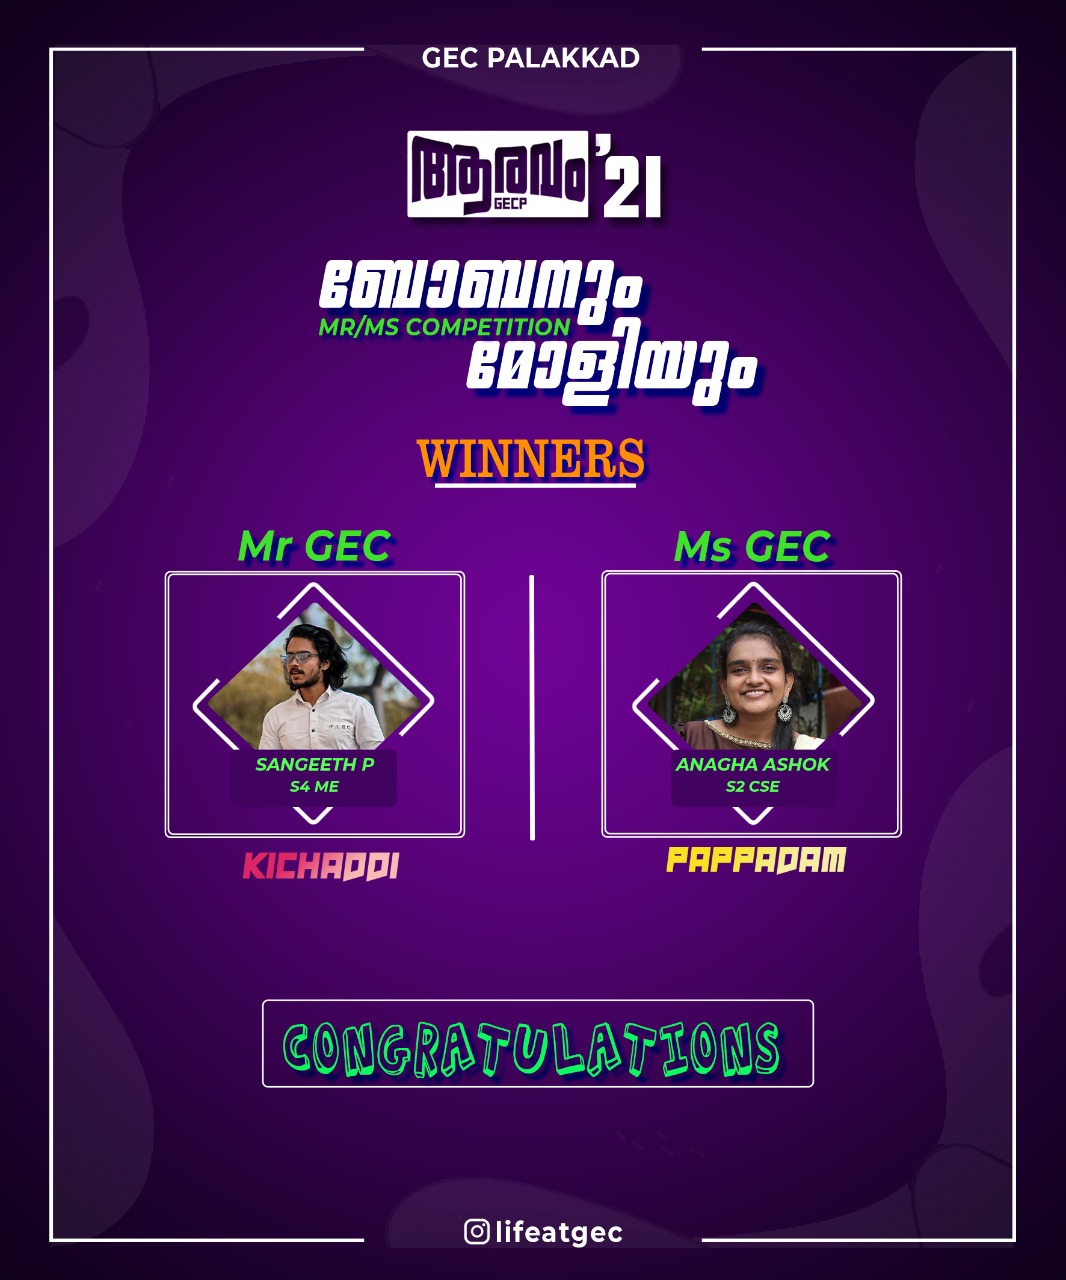 GEC PALAKKAD
ആരവം '21
GECP
ബോബനും
MR/MS COMPETITION
മോളിയും
WINNERS
Mr GEC
Ms GEC
SANGEETH P
S4 ME
ANAGHA ASHOK
S2 CSE
KICHADDI
PAPPADAM
CONGRATULATIONS
lifeatgec